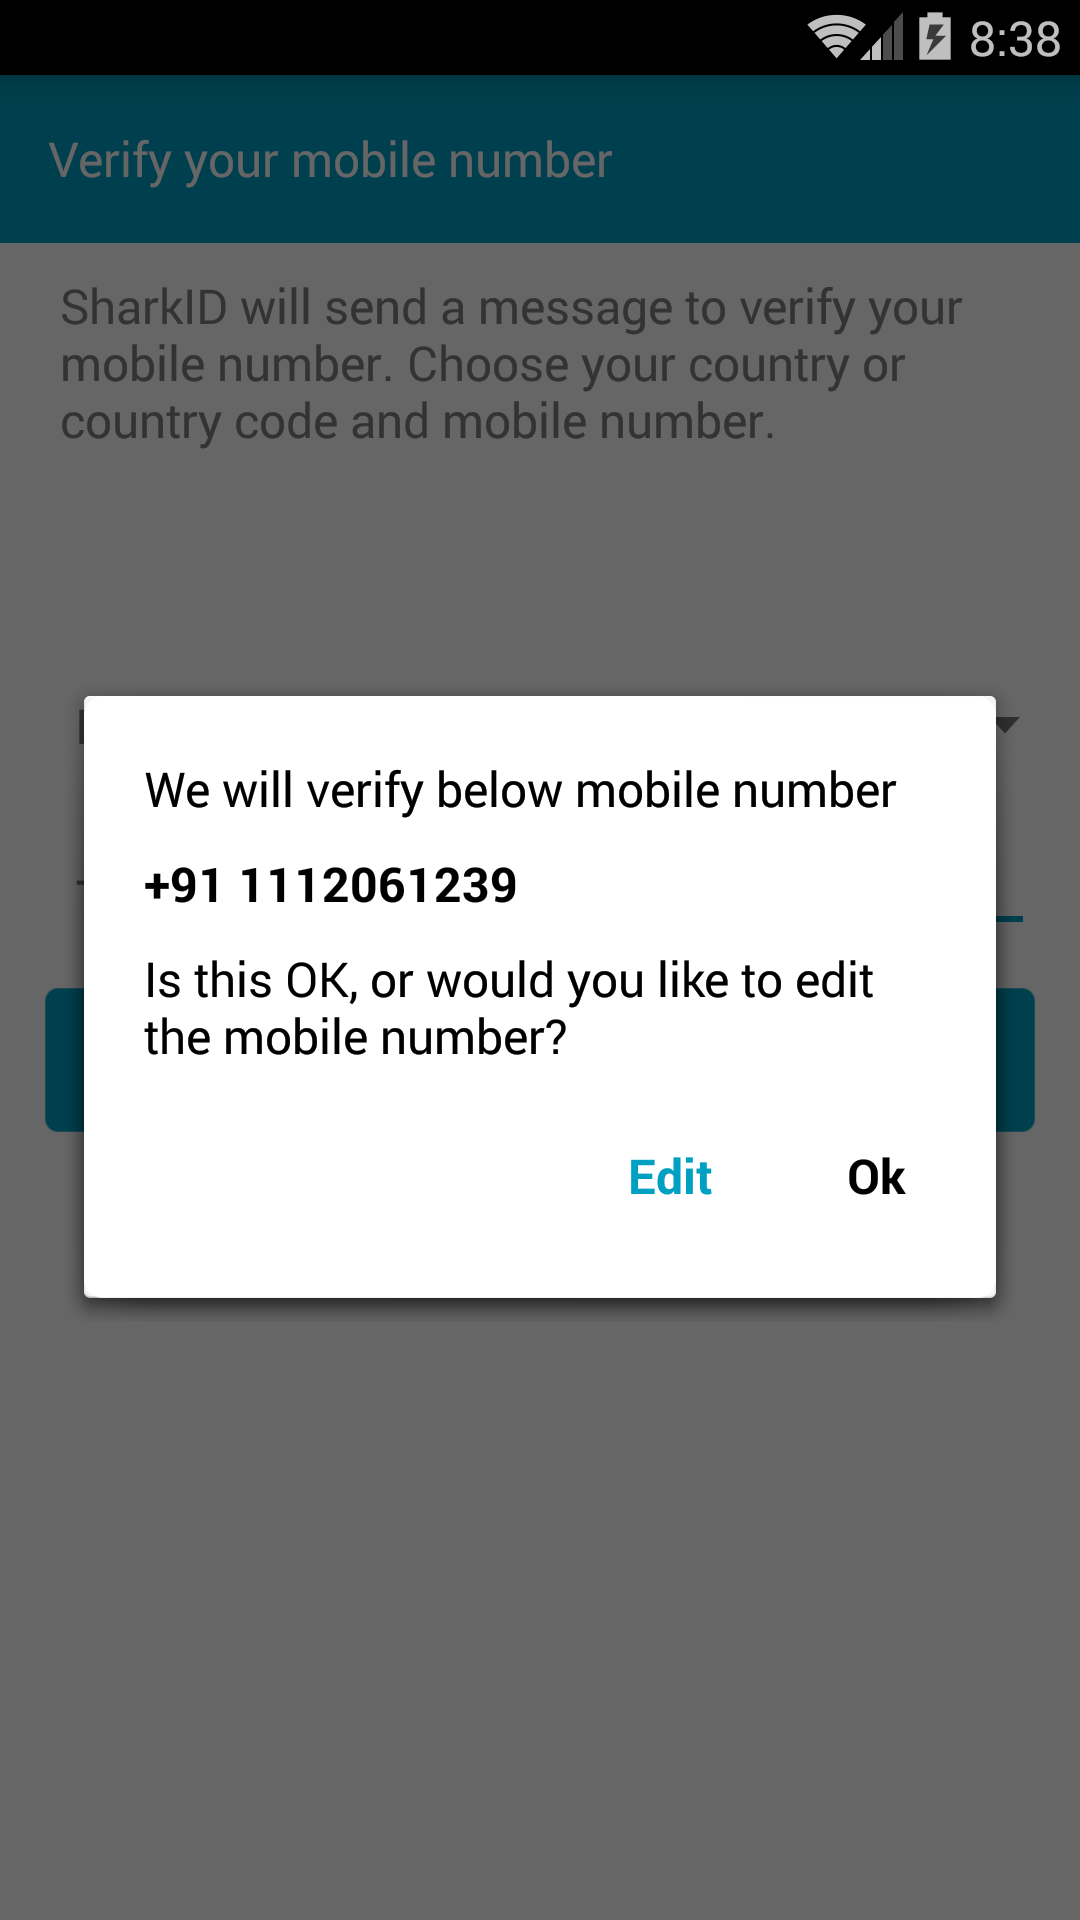 8:38
Verify your mobile number
SharkID will send a message to verify your
mobile number. Choose your country or
country code and mobile number.
We will verify below mobile number
+91 1112061239
Is this OK, or would you like to edit
the mobile number?
Edit Ok